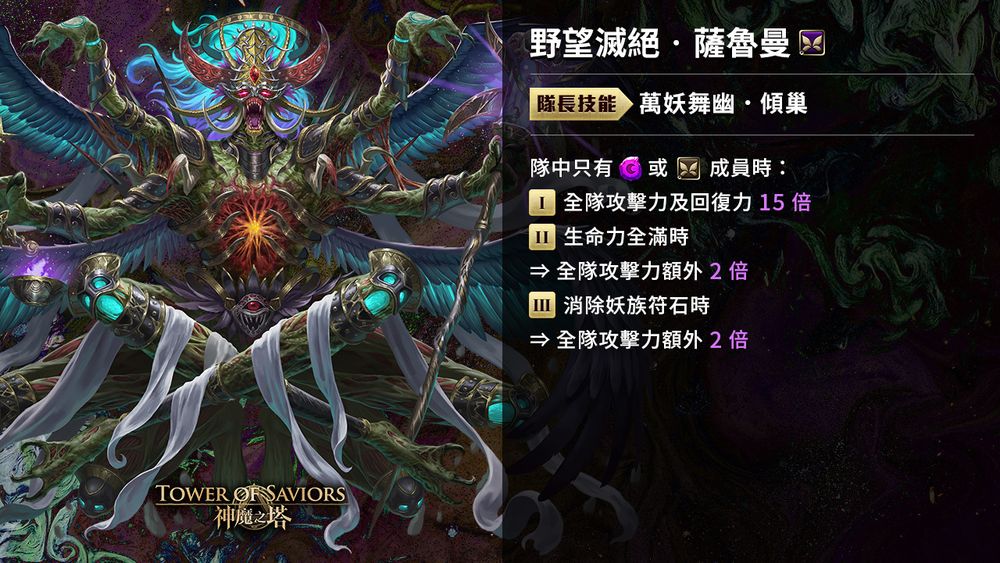 野望滅絕．薩魯曼
隊長技能 萬妖舞幽．傾巢
隊中只有 或 成員時：
I 全隊攻擊力及回復力 15 倍
II 生命力全滿時
⇒ 全隊攻擊力額外 2 倍
III 消除妖族符石時
⇒ 全隊攻擊力額外 2 倍
TOWER OF SAVIORS
神魔之塔